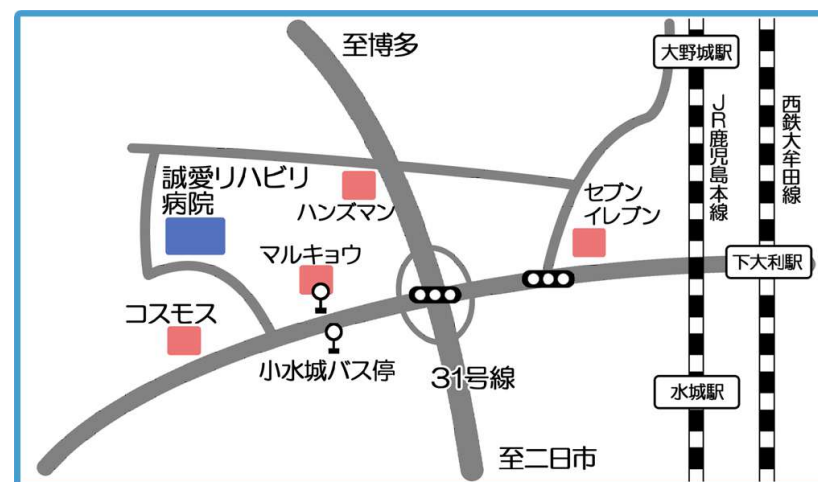 至博多
大野城駅
JR鹿児島本線
西鉄大牟田線
誠愛リハビリ
病院
ハンズマン
セブン
イレブン
マルキョウ
下大利駅
コスモス
小水城バス停
31号線
水城駅
至二日市